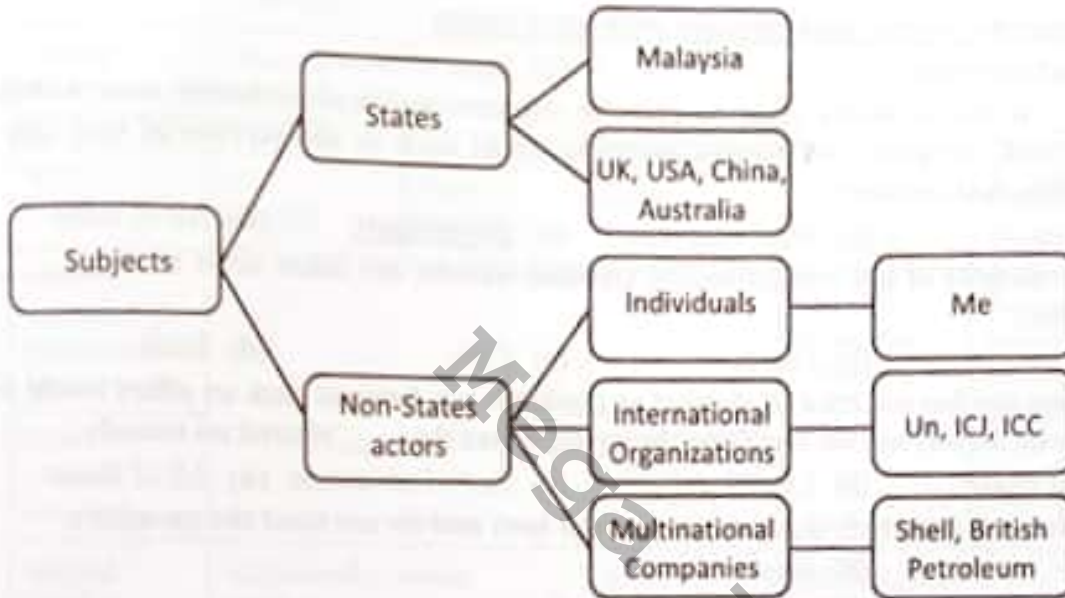 Subjects
States
Malaysia
UK, USA, China,
Australia
Non-States
actors
Individuals
Me
International
Organizations
Un, ICJ, ICC
Multinational
Companies
Shell, British
Petroleum
Mega